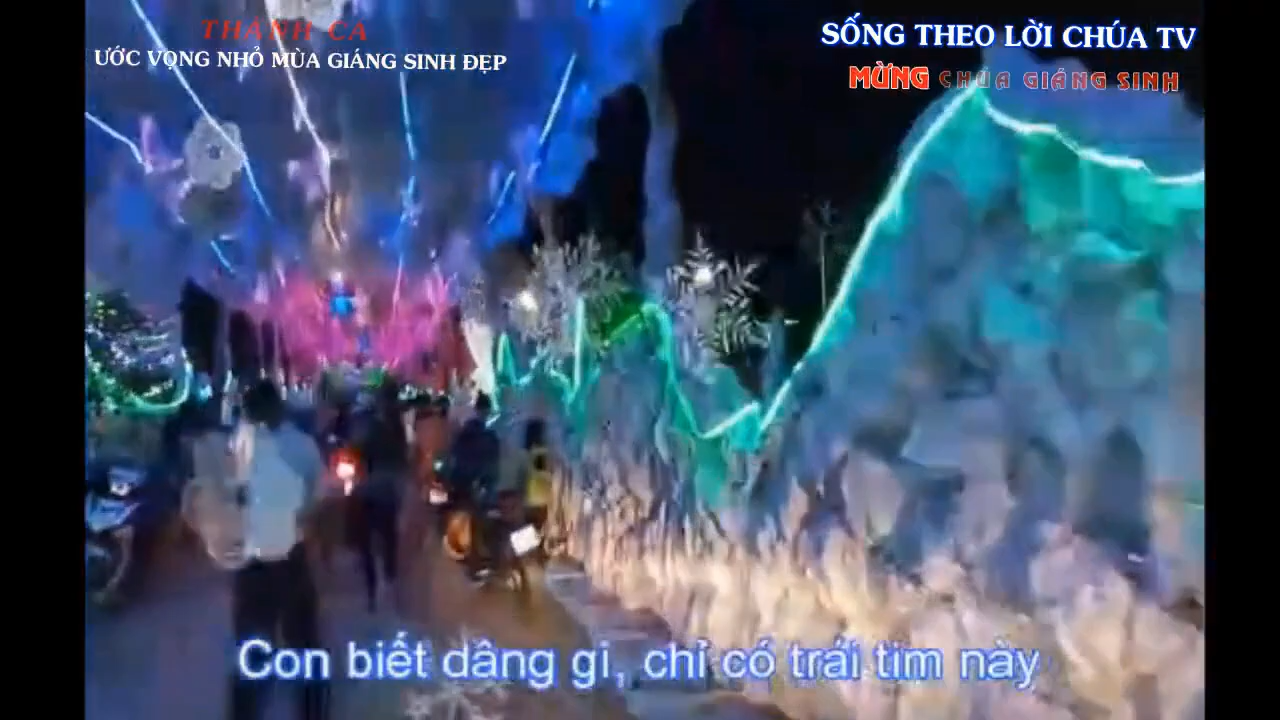 THÁNH CA
ƯỚC VỌNG NHỎ MÙA GIÁNG SINH ĐẸP
SỐNG THEO LỜI CHÚA TV
MỪNG CHÚA GIÁNG SINH
Con biết dâng gi, chỉ có trái tim này